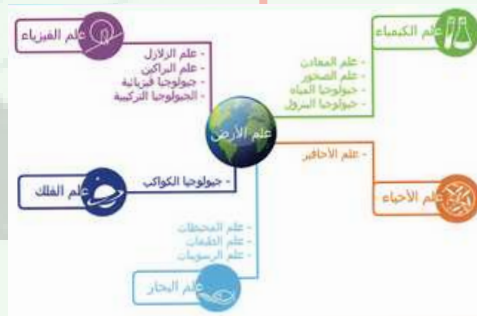 علم الكيمياء
- علم المعادن
- علم الصخور
- جيولوجيا المياه
- جيولوجيا البترول
علم الفيزياء
- علم الزلازل
- علم البراكين
- جيولوجيا فيزيائية
- الجيولوجيا التركيبية
علم الأرض
- علم الأحافير
علم الأحياء
- جيولوجيا الكواكب
علم الفلك
- علم المحيطات
- علم الطبقات
- علم الرسوبيات
علم البحار